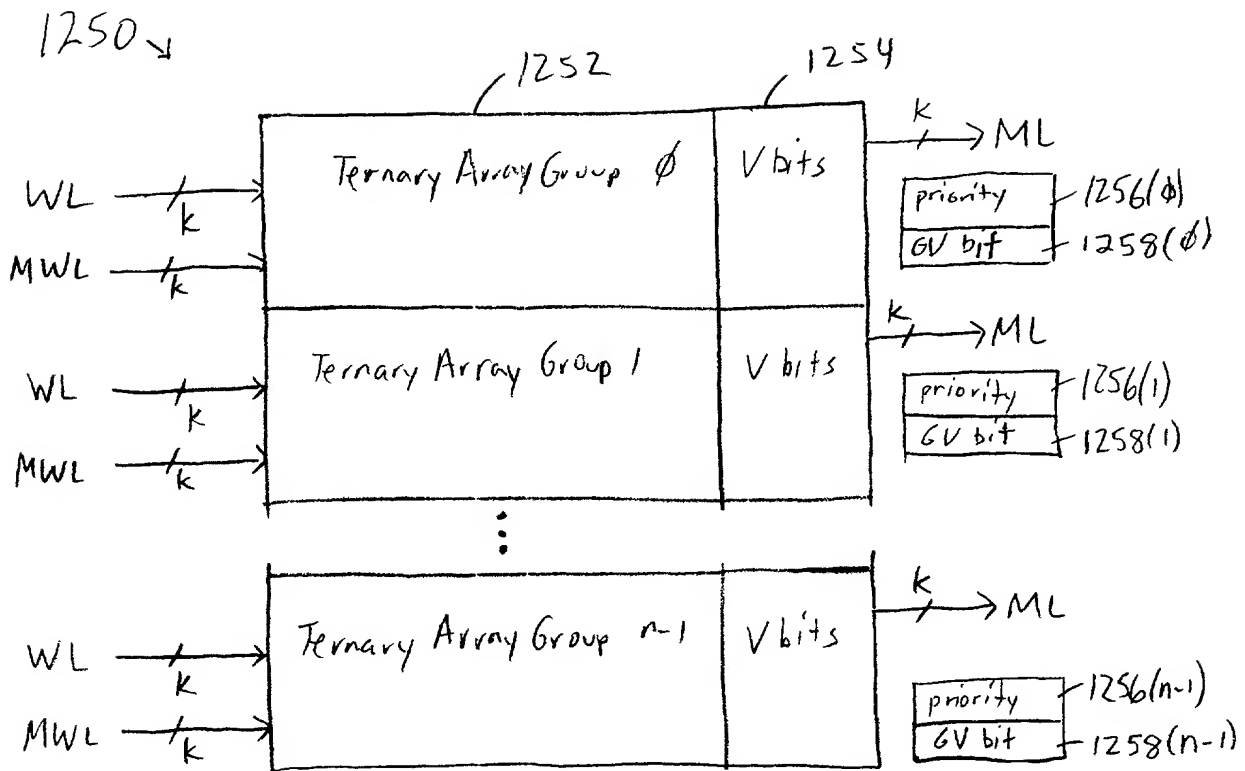 1250
1252
1254
Ternary Array Group φ
V bits
k
ML
WL
k
priority
1256(φ)
MWL
k
GV bit
1258(φ)
k
ML
Ternary Array Group 1
V bits
WL
k
priority
1256(1)
MWL
k
GV bit
1258(1)
k
ML
Ternary Array Group n-1
V bits
WL
k
priority
1256(n-1)
MWL
k
GV bit
1258(n-1)